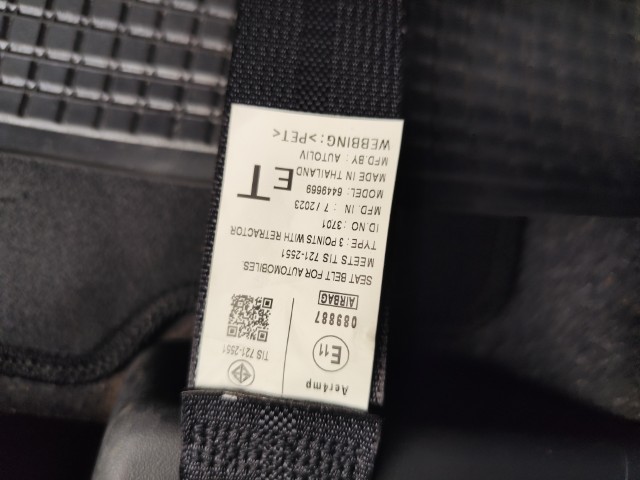 Aer4mp
E11
089887
AIRBAG
TIS 721-2551
SEAT BELT FOR AUTOMOBILES.
MEETS TIS 721-2551
TYPE : 3 POINTS WITH RETRACTOR
ID.NO : 3701
MFD. IN : 7 / 2023
MODEL: 6449669
MADE IN THAILAND
MFD.BY : AUTOLIV
ET
WEBBING:>PET<